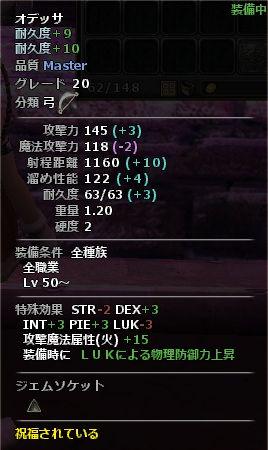 装備中
オデッサ
耐久度+9
耐久度+10
品質 Master
グレード 20
分類 弓
62/148
攻撃力 145 (+3)
魔法攻撃力 118 (-2)
射程距離 1160 (+10)
溜め性能 122 (+4)
耐久度 63/63 (+3)
重量 1.20
硬度 2
装備条件 全種族
全職業
Lv 50～
特殊効果 STR-2 DEX+3
INT+3 PIE+3 LUK-3
攻撃魔法属性(火) +15
装備時に ＬＵＫによる物理防御力上昇
ジェムソケット
祝福されている